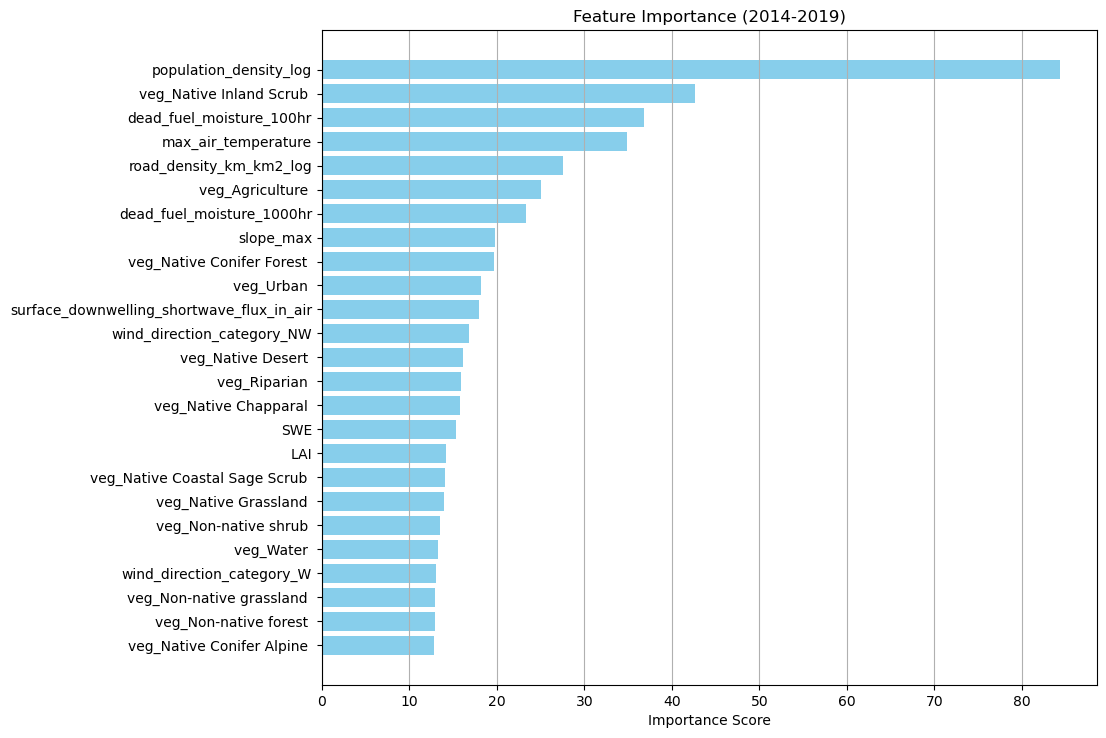 Feature Importance (2014-2019)
population_density_log
veg_Native Inland Scrub
dead_fuel_moisture_100hr
max_air_temperature
road_density_km_km2_log
veg_Agriculture
dead_fuel_moisture_1000hr
slope_max
veg_Native Conifer Forest
veg_Urban
surface_downwelling_shortwave_flux_in_air
wind_direction_category_NW
veg_Native Desert
veg_Riparian
veg_Native Chapparal
SWE
LAI
veg_Native Coastal Sage Scrub
veg_Native Grassland
veg_Non-native shrub
veg_Water
wind_direction_category_W
veg_Non-native grassland
veg_Non-native forest
veg_Native Conifer Alpine
0 10 20 30 40 50 60 70 80
Importance Score